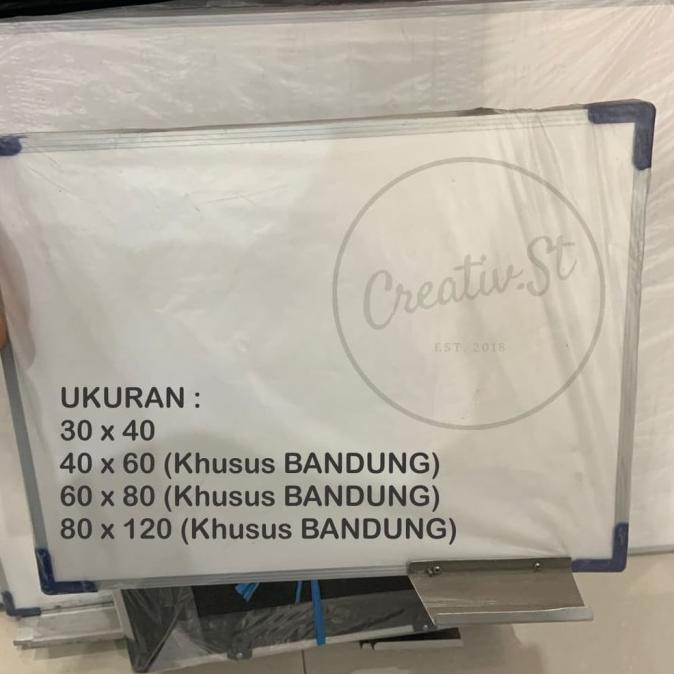 Creativ.St
EST. 2018
UKURAN :
30 x 40
40 x 60 (Khusus BANDUNG)
60 x 80 (Khusus BANDUNG)
80 x 120 (Khusus BANDUNG)